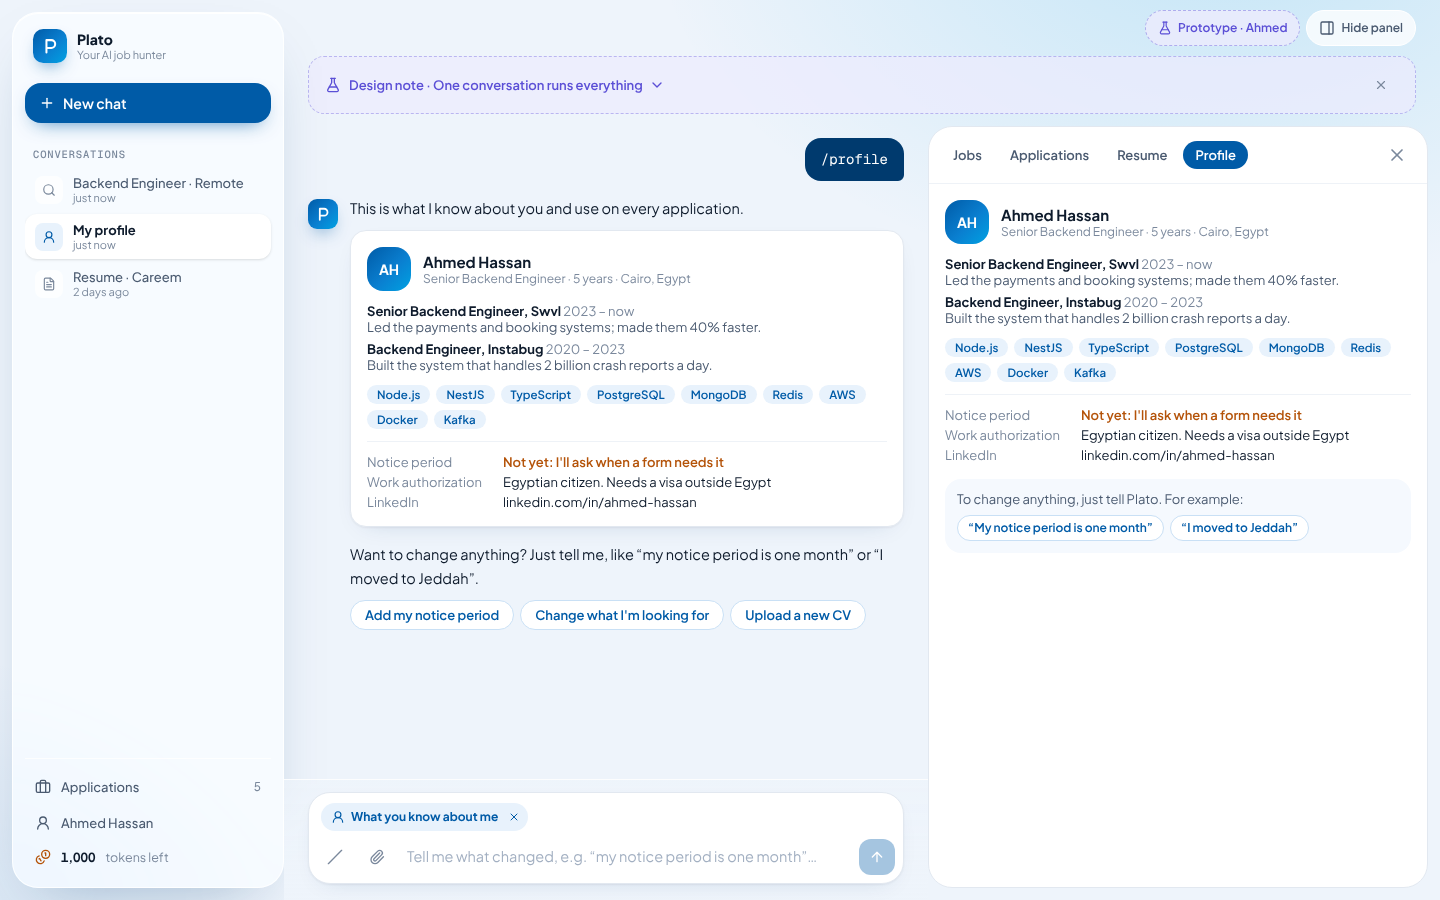 P
Plato
Your AI job hunter
New chat
CONVERSATIONS
Backend Engineer · Remote
just now
My profile
just now
Resume · Careem
2 days ago
Applications
5
Ahmed Hassan
1,000 tokens left
Prototype · Ahmed
Hide panel
Design note · One conversation runs everything
/profile
P
This is what I know about you and use on every application.
AH
Ahmed Hassan
Senior Backend Engineer · 5 years · Cairo, Egypt
Senior Backend Engineer, Swvl 2023 – now
Led the payments and booking systems; made them 40% faster.
Backend Engineer, Instabug 2020 – 2023
Built the system that handles 2 billion crash reports a day.
Node.js NestJS TypeScript PostgreSQL MongoDB Redis AWS
Docker Kafka
Notice period Not yet: I'll ask when a form needs it
Work authorization Egyptian citizen. Needs a visa outside Egypt
LinkedIn linkedin.com/in/ahmed-hassan
Want to change anything? Just tell me, like “my notice period is one month” or “I
moved to Jeddah”.
Add my notice period Change what I'm looking for Upload a new CV
What you know about me
Tell me what changed, e.g. “my notice period is one month”...
Jobs Applications Resume Profile
AH
Ahmed Hassan
Senior Backend Engineer · 5 years · Cairo, Egypt
Senior Backend Engineer, Swvl 2023 – now
Led the payments and booking systems; made them 40% faster.
Backend Engineer, Instabug 2020 – 2023
Built the system that handles 2 billion crash reports a day.
Node.js NestJS TypeScript PostgreSQL MongoDB Redis
AWS Docker Kafka
Notice period Not yet: I'll ask when a form needs it
Work authorization Egyptian citizen. Needs a visa outside Egypt
LinkedIn linkedin.com/in/ahmed-hassan
To change anything, just tell Plato. For example:
“My notice period is one month” “I moved to Jeddah”